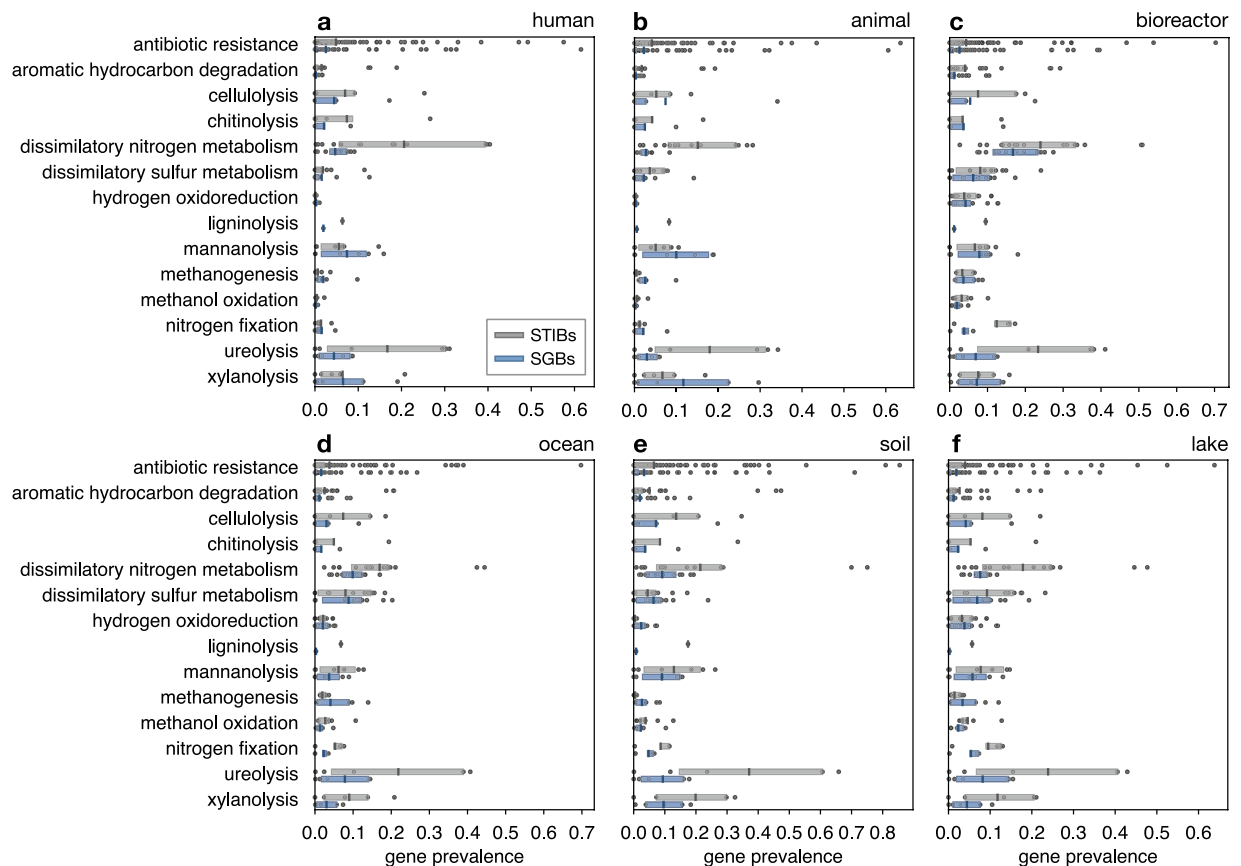 a human b animal c bioreactor
antibiotic resistance
aromatic hydrocarbon degradation
cellulolysis
chitinolysis
dissimilatory nitrogen metabolism
dissimilatory sulfur metabolism
hydrogen oxidoreduction
ligninolysis
mannanolysis
methanogenesis
methanol oxidation
nitrogen fixation
ureolysis
xylanolysis
STIBs
SGBs
0.0 0.1 0.2 0.3 0.4 0.5 0.6 0.0 0.1 0.2 0.3 0.4 0.5 0.6 0.0 0.1 0.2 0.3 0.4 0.5 0.6 0.7
d ocean e soil f lake
antibiotic resistance
aromatic hydrocarbon degradation
cellulolysis
chitinolysis
dissimilatory nitrogen metabolism
dissimilatory sulfur metabolism
hydrogen oxidoreduction
ligninolysis
mannanolysis
methanogenesis
methanol oxidation
nitrogen fixation
ureolysis
xylanolysis
0.0 0.1 0.2 0.3 0.4 0.5 0.6 0.7 0.0 0.1 0.2 0.3 0.4 0.5 0.6 0.7 0.8 0.0 0.1 0.2 0.3 0.4 0.5 0.6
gene prevalence gene prevalence gene prevalence